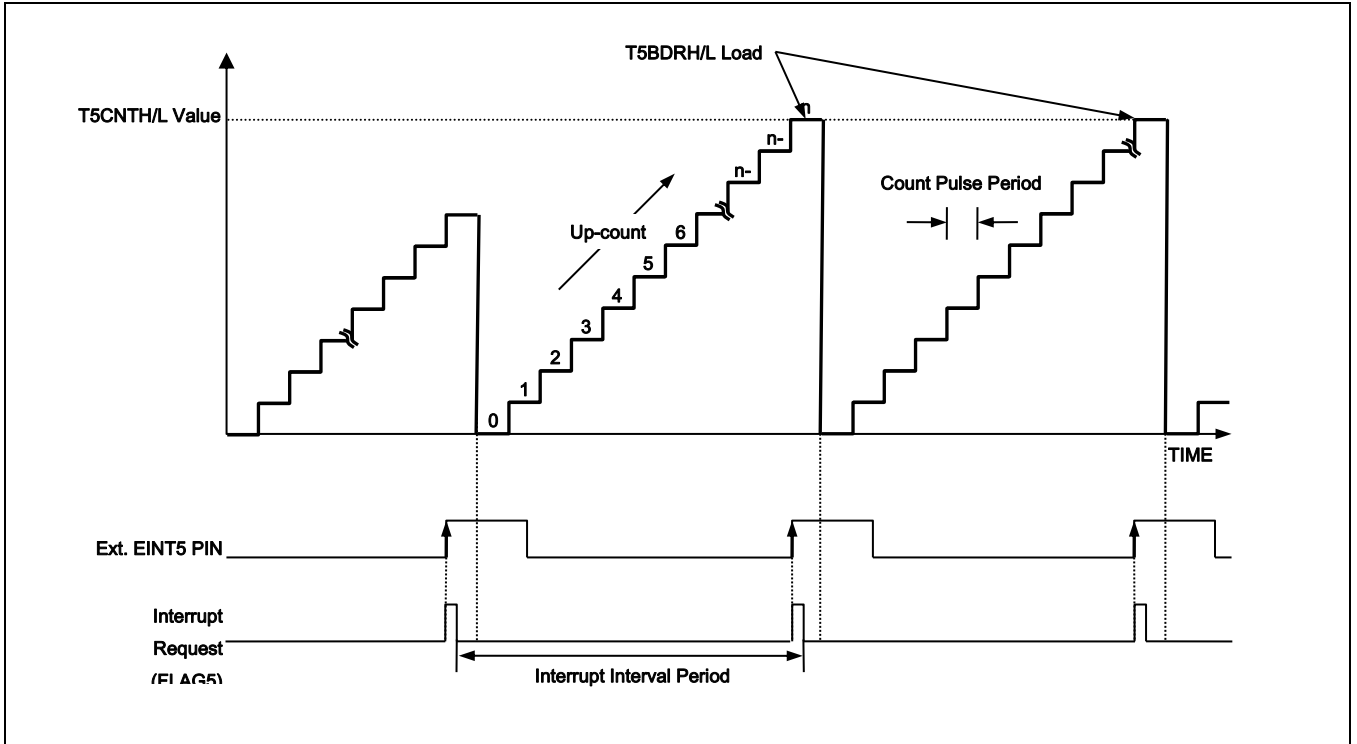 T5BDRH/L Load
T5CNTH/L Value
n
n-
n-
Count Pulse Period
Up-count
6
5
4
3
2
1
0
TIME
Ext. EINT5 PIN
Interrupt
Request
(FLAG5)
Interrupt Interval Period